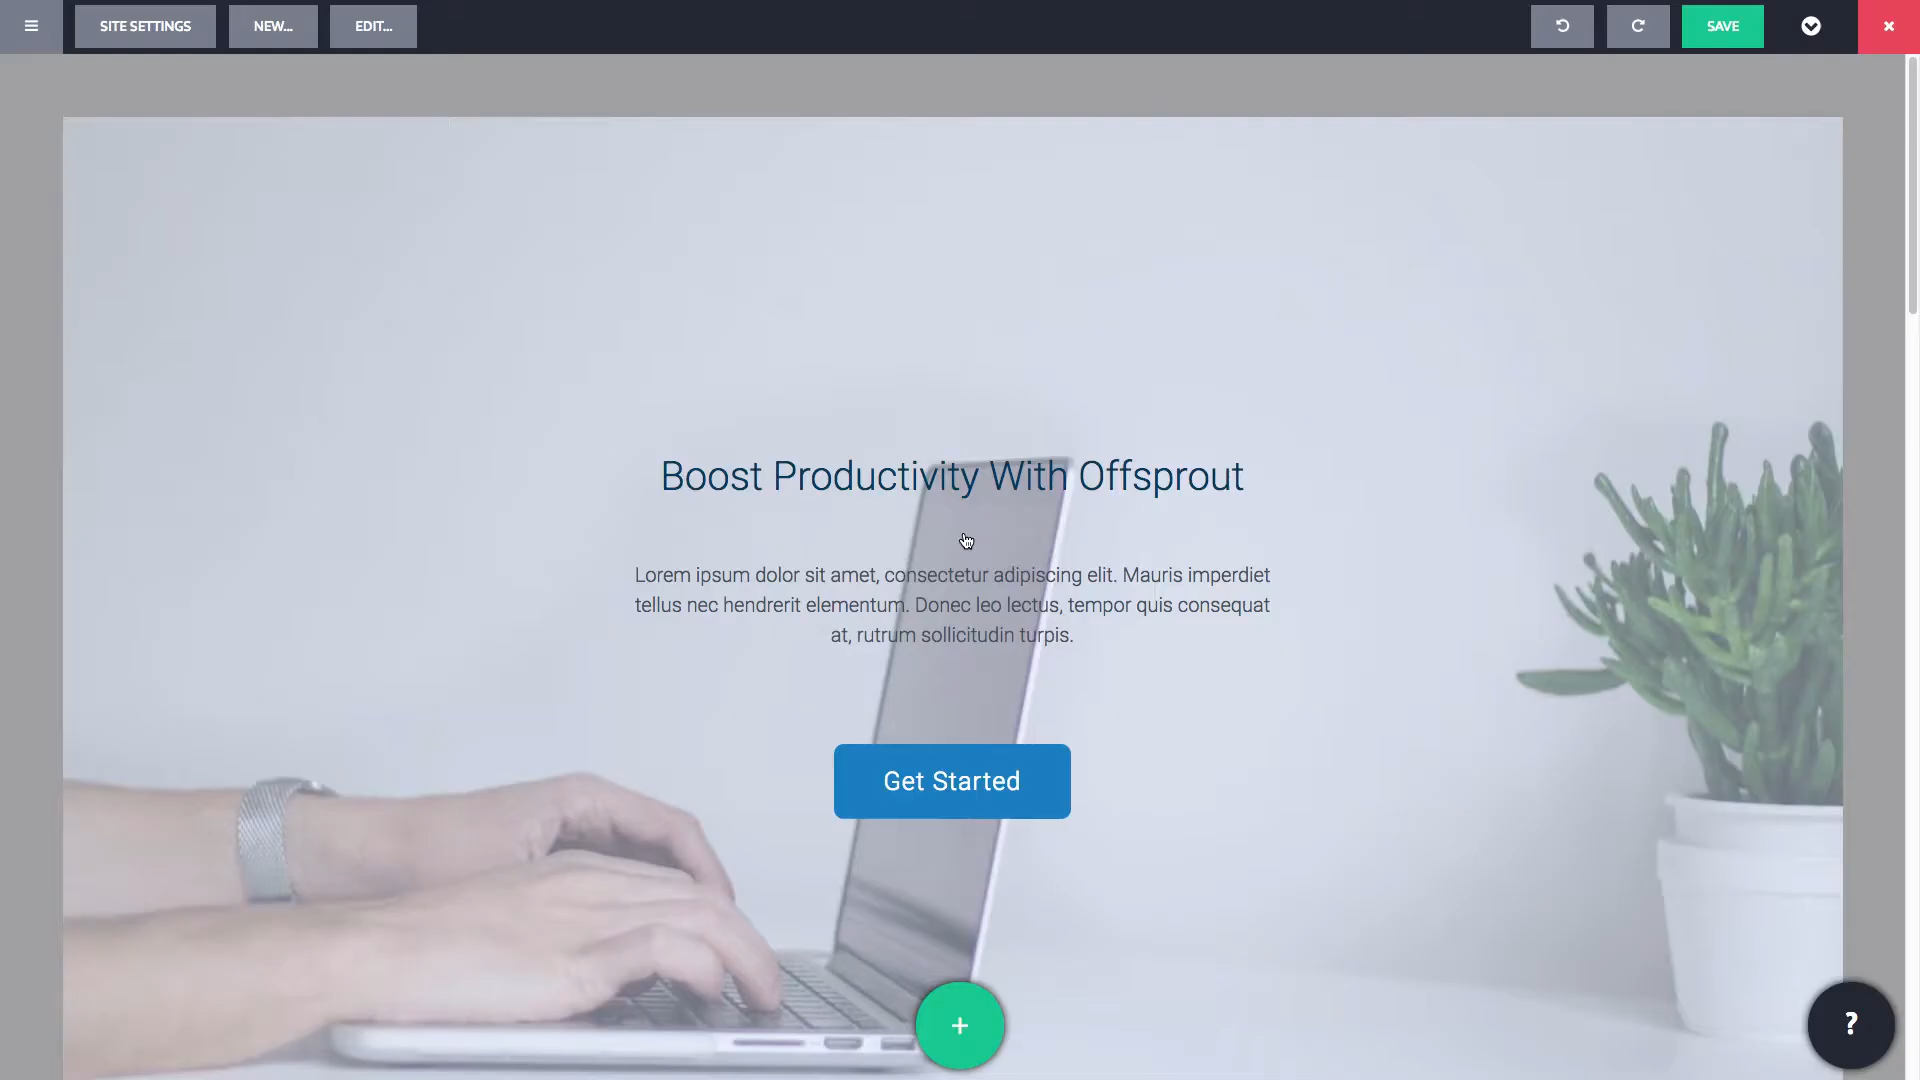 SITE SETTINGS
NEW...
EDIT...
SAVE
Boost Productivity With Offsprout
Lorem ipsum dolor sit amet, consectetur adipiscing elit. Mauris imperdiet
tellus nec hendrerit elementum. Donec leo lectus, tempor quis consequat
at, rutrum sollicitudin turpis.
Get Started
+
?